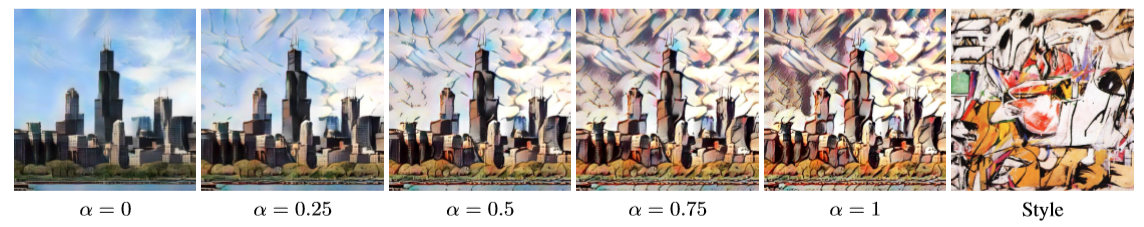 α = 0
α = 0.25
α = 0.5
α = 0.75
α = 1
Style